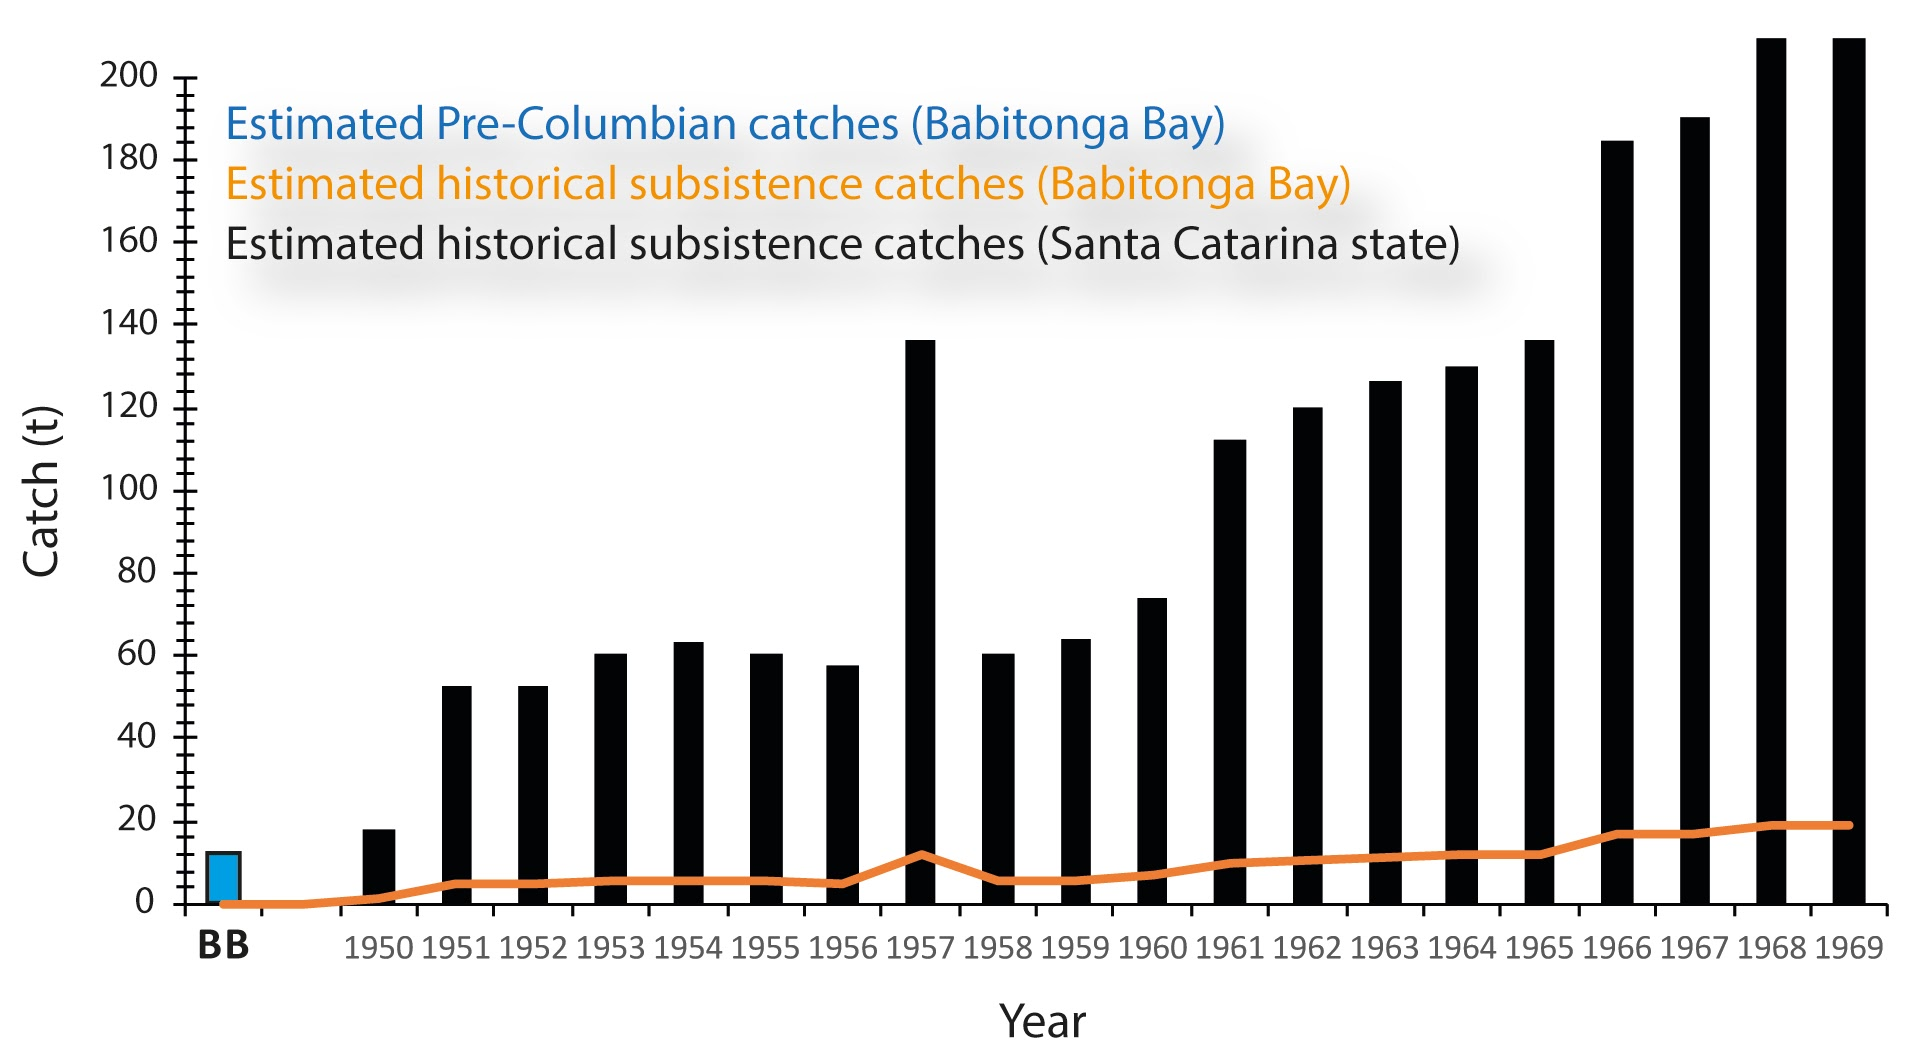 200
180
160
140
120
100
80
60
40
20
0
Catch (t)
Estimated Pre-Columbian catches (Babitonga Bay)
Estimated historical subsistence catches (Babitonga Bay)
Estimated historical subsistence catches (Santa Catarina state)
BB 1950 1951 1952 1953 1954 1955 1956 1957 1958 1959 1960 1961 1962 1963 1964 1965 1966 1967 1968 1969
Year